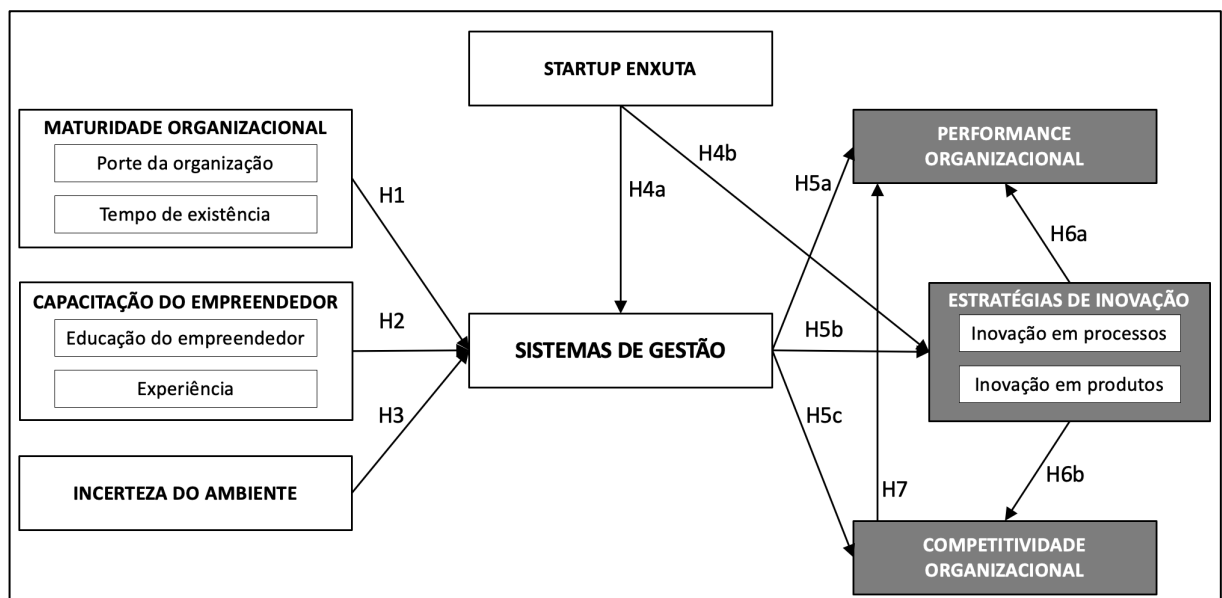 STARTUP ENXUTA
MATURIDADE ORGANIZACIONAL
Porte da organização
Tempo de existência
H1
CAPACITAÇÃO DO EMPREENDEDOR
Educação do empreendedor
Experiência
H2
INCERTEZA DO AMBIENTE
H3
H4a
H4b
SISTEMAS DE GESTÃO
H5a
H5b
H5c
PERFORMANCE
ORGANIZACIONAL
H6a
ESTRATÉGIAS DE INOVAÇÃO
Inovação em processos
Inovação em produtos
H6b
H7
COMPETITIVIDADE
ORGANIZACIONAL